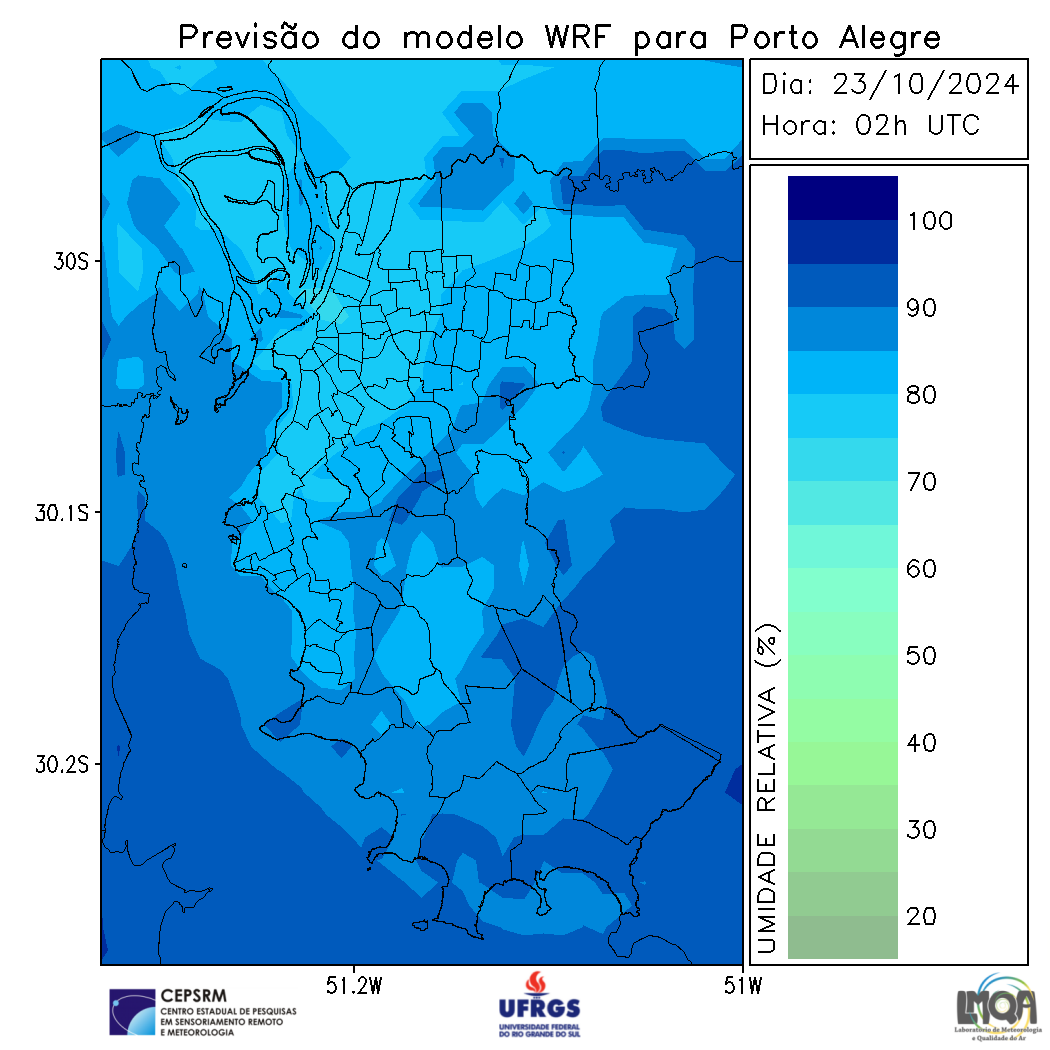 Previsão do modelo WRF para Porto Alegre
Dia: 23/10/2024
Hora: 02h UTC
30S
30.1S
30.2S
51.2W
51W
UMIDADE RELATIVA (%)
100
90
80
70
60
50
40
30
20
CEPSRM
CENTRO ESTADUAL DE PESQUISAS
EM SENSORIAMENTO REMOTO
E METEOROLOGIA
UFRGS
UNIVERSIDADE FEDERAL
DO RIO GRANDE DO SUL
LMQA
Laboratório de Meteorologia
e Qualidade do Ar